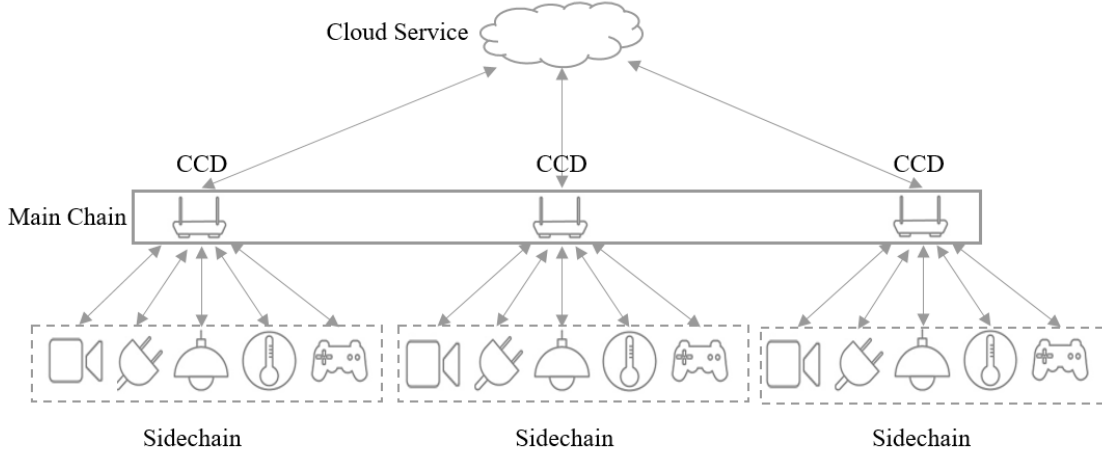 Cloud Service
CCD CCD CCD
Main Chain
Sidechain Sidechain Sidechain